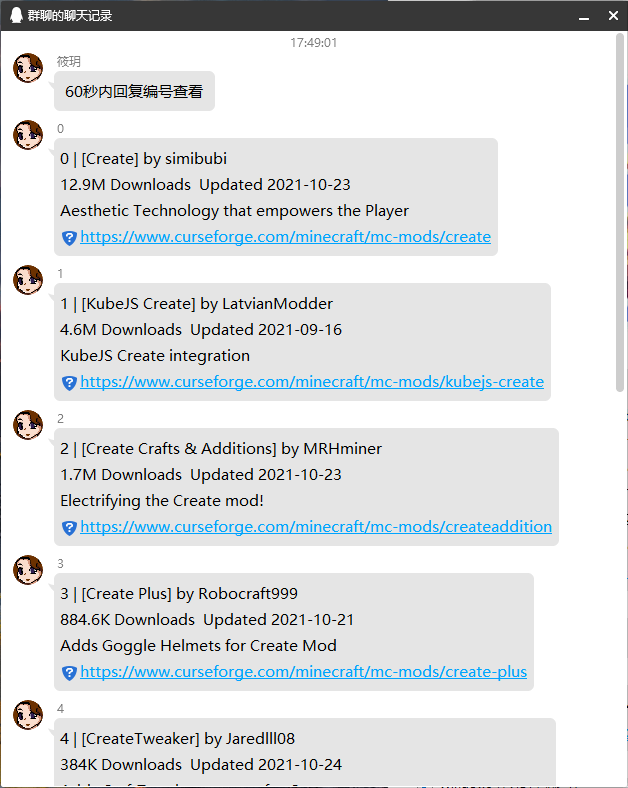 群聊的聊天记录
17:49:01
筱玥
60秒内回复编号查看
0
0 | [Create] by simibubi
12.9M Downloads  Updated 2021-10-23
Aesthetic Technology that empowers the Player
https://www.curseforge.com/minecraft/mc-mods/create
1
1 | [KubeJS Create] by LatvianModder
4.6M Downloads  Updated 2021-09-16
KubeJS Create integration
https://www.curseforge.com/minecraft/mc-mods/kubejs-create
2
2 | [Create Crafts & Additions] by MRHminer
1.7M Downloads  Updated 2021-10-23
Electrifying the Create mod!
https://www.curseforge.com/minecraft/mc-mods/createaddition
3
3 | [Create Plus] by Robocraft999
884.6K Downloads  Updated 2021-10-21
Adds Goggle Helmets for Create Mod
https://www.curseforge.com/minecraft/mc-mods/create-plus
4
4 | [CreateTweaker] by Jaredlll08
384K Downloads  Updated 2021-10-24